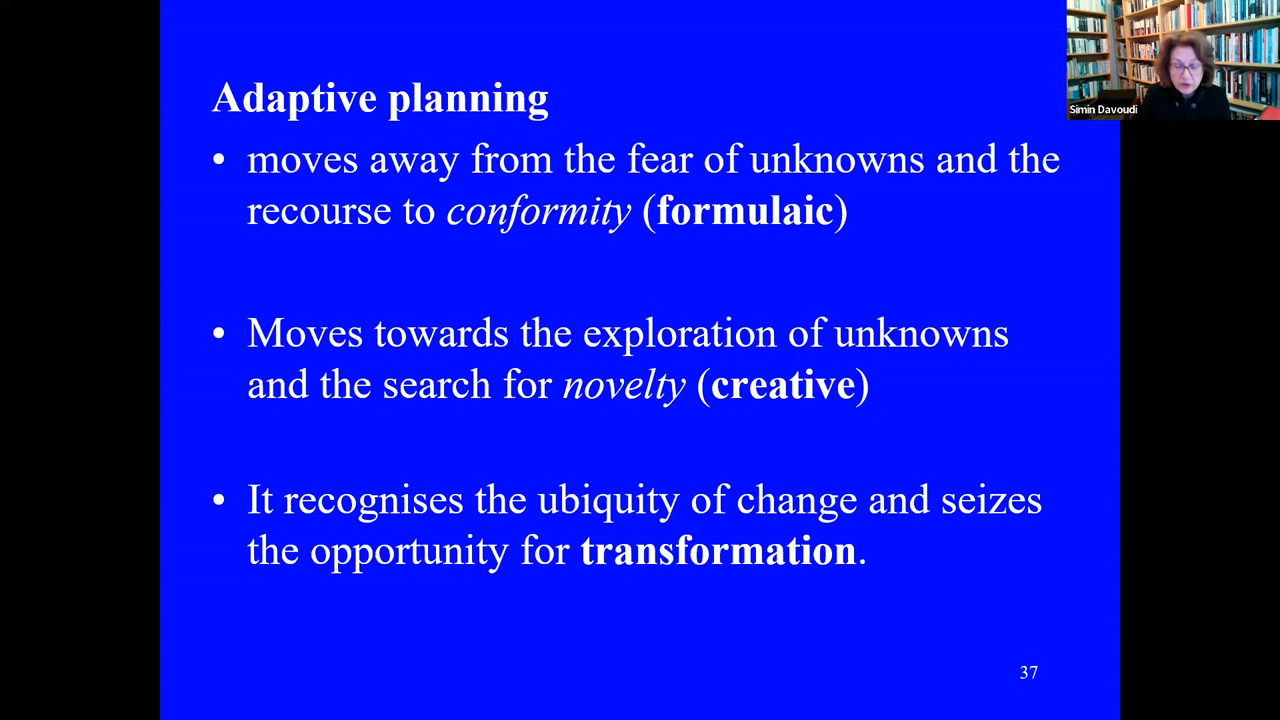 Adaptive planning
• moves away from the fear of unknowns and the
recourse to conformity (formulaic)
• Moves towards the exploration of unknowns
and the search for novelty (creative)
• It recognises the ubiquity of change and seizes
the opportunity for transformation.
37
Simin Davoudi